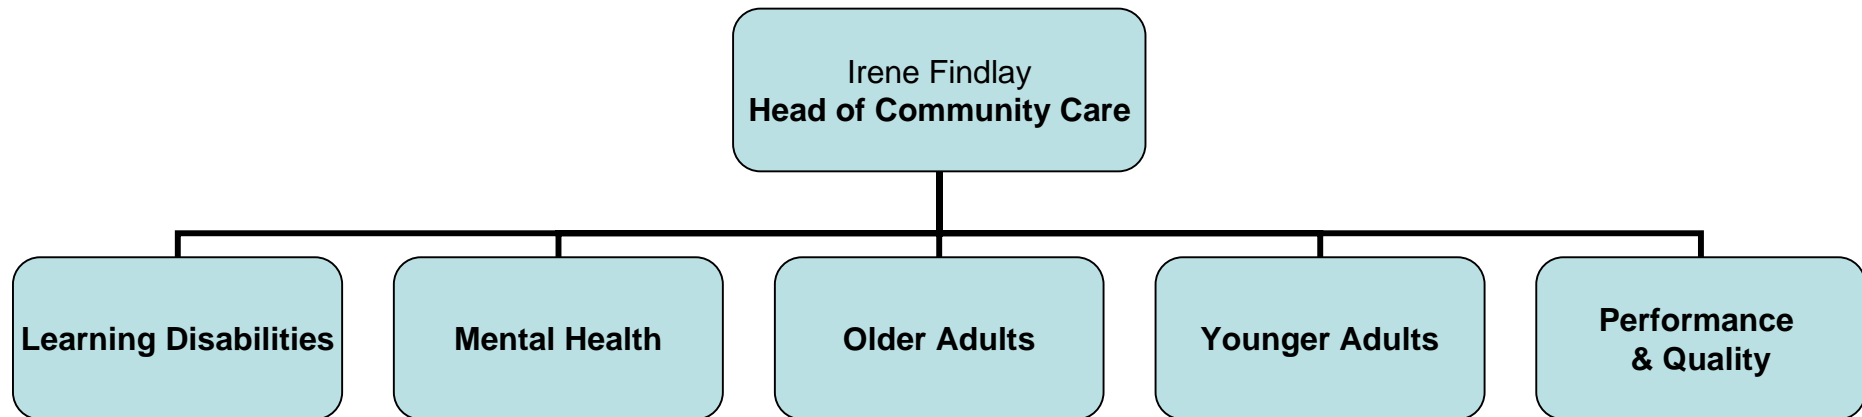 Irene Findlay
Head of Community Care
Learning Disabilities
Mental Health
Older Adults
Younger Adults
Performance
& Quality